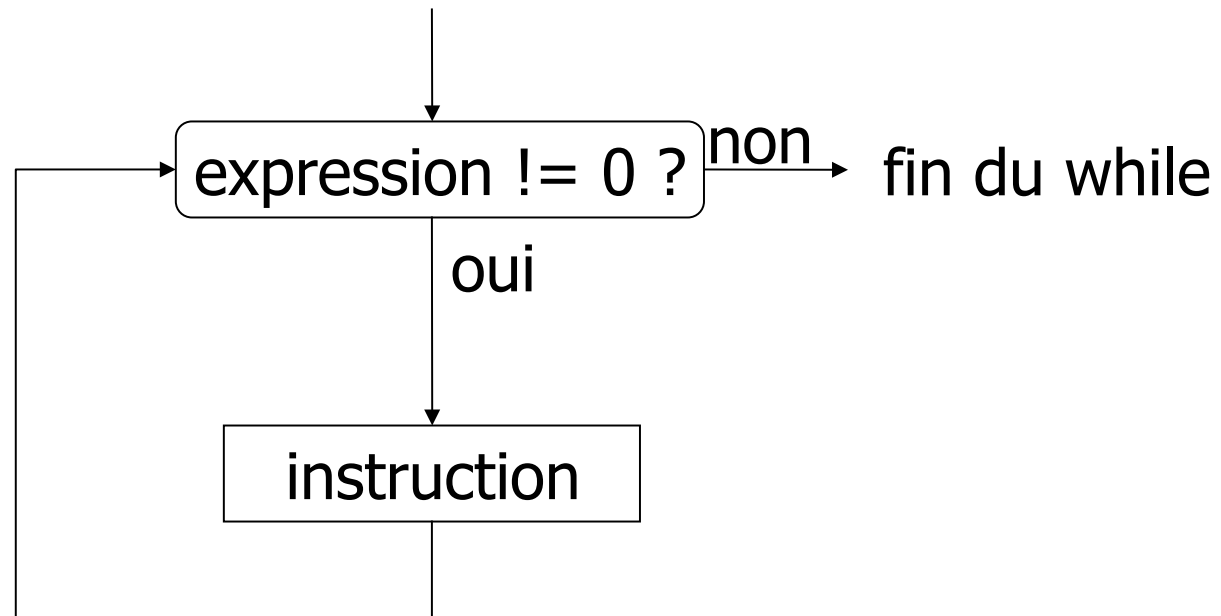 expression != 0 ?
non
fin du while
oui
instruction